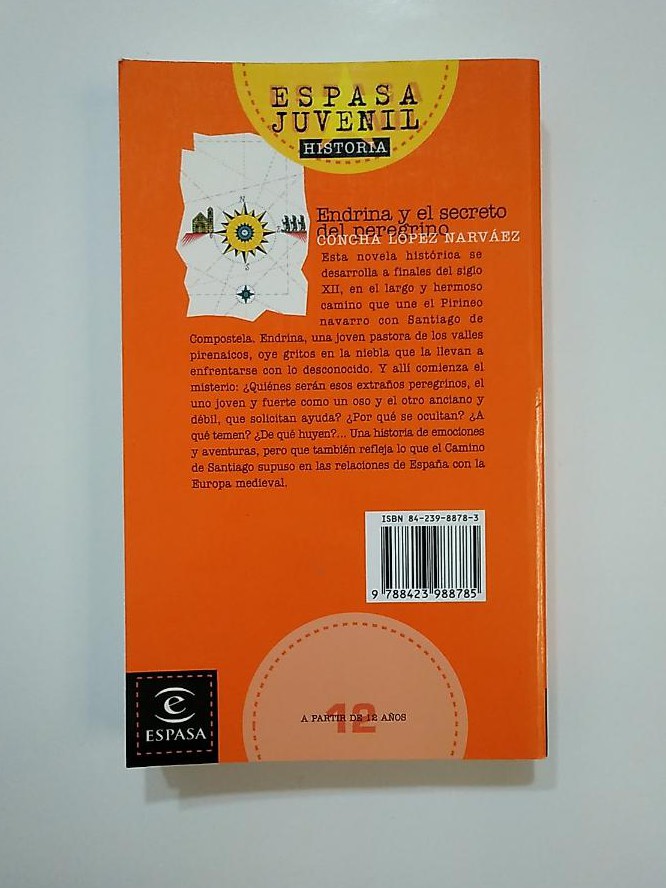 ESPASA
JUVENIL
HISTORIA
Endrina y el secreto
del peregrino
CONCHA LÓPEZ NARVÁEZ
Esta novela histórica se
desarrolla a finales del siglo
XII, en el largo y hermoso
camino que une el Pirineo
navarro con Santiago de
Compostela. Endrina, una joven pastora de los valles
pirenaicos, oye gritos en la niebla que la llevan a
enfrentarse con lo desconocido. Y allí comienza el
misterio: ¿Quiénes serán esos extraños peregrinos, el
uno joven y fuerte como un oso y el otro anciano y
débil, que solicitan ayuda? ¿Por qué se ocultan? ¿A
qué temen? ¿De qué huyen?... Una historia de emociones
y aventuras, pero que también refleja lo que el Camino
de Santiago supuso en las relaciones de España con la
Europa medieval.
ISBN 84-239-8878-3
9 788423 988785
12
A PARTIR DE 12 AÑOS
e
ESPASA